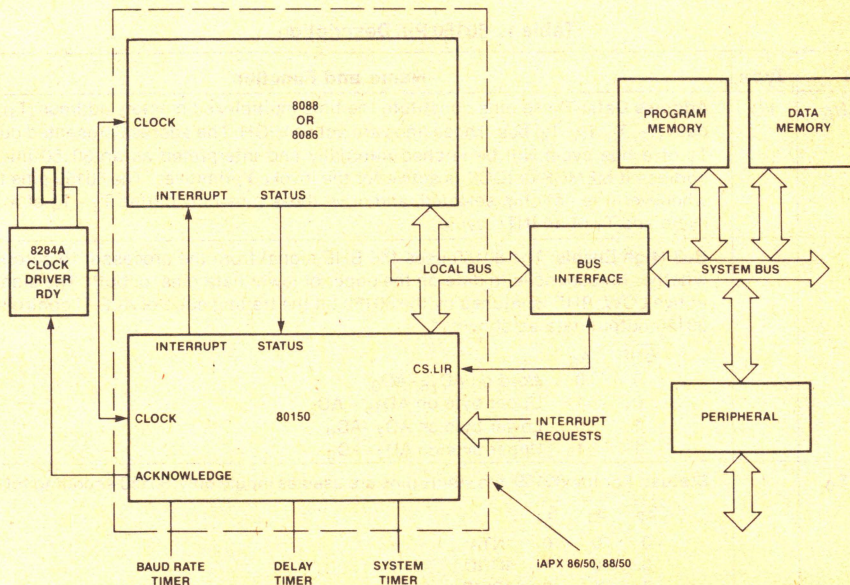 8088
OR
8086
CLOCK
INTERRUPT STATUS
8284A
CLOCK
DRIVER
RDY
PROGRAM
MEMORY
DATA
MEMORY
LOCAL BUS
BUS
INTERFACE
SYSTEM BUS
INTERRUPT STATUS
CS.LIR
CLOCK
80150
INTERRUPT
REQUESTS
PERIPHERAL
ACKNOWLEDGE
iAPX 86/50, 88/50
BAUD RATE
TIMER
DELAY
TIMER
SYSTEM
TIMER